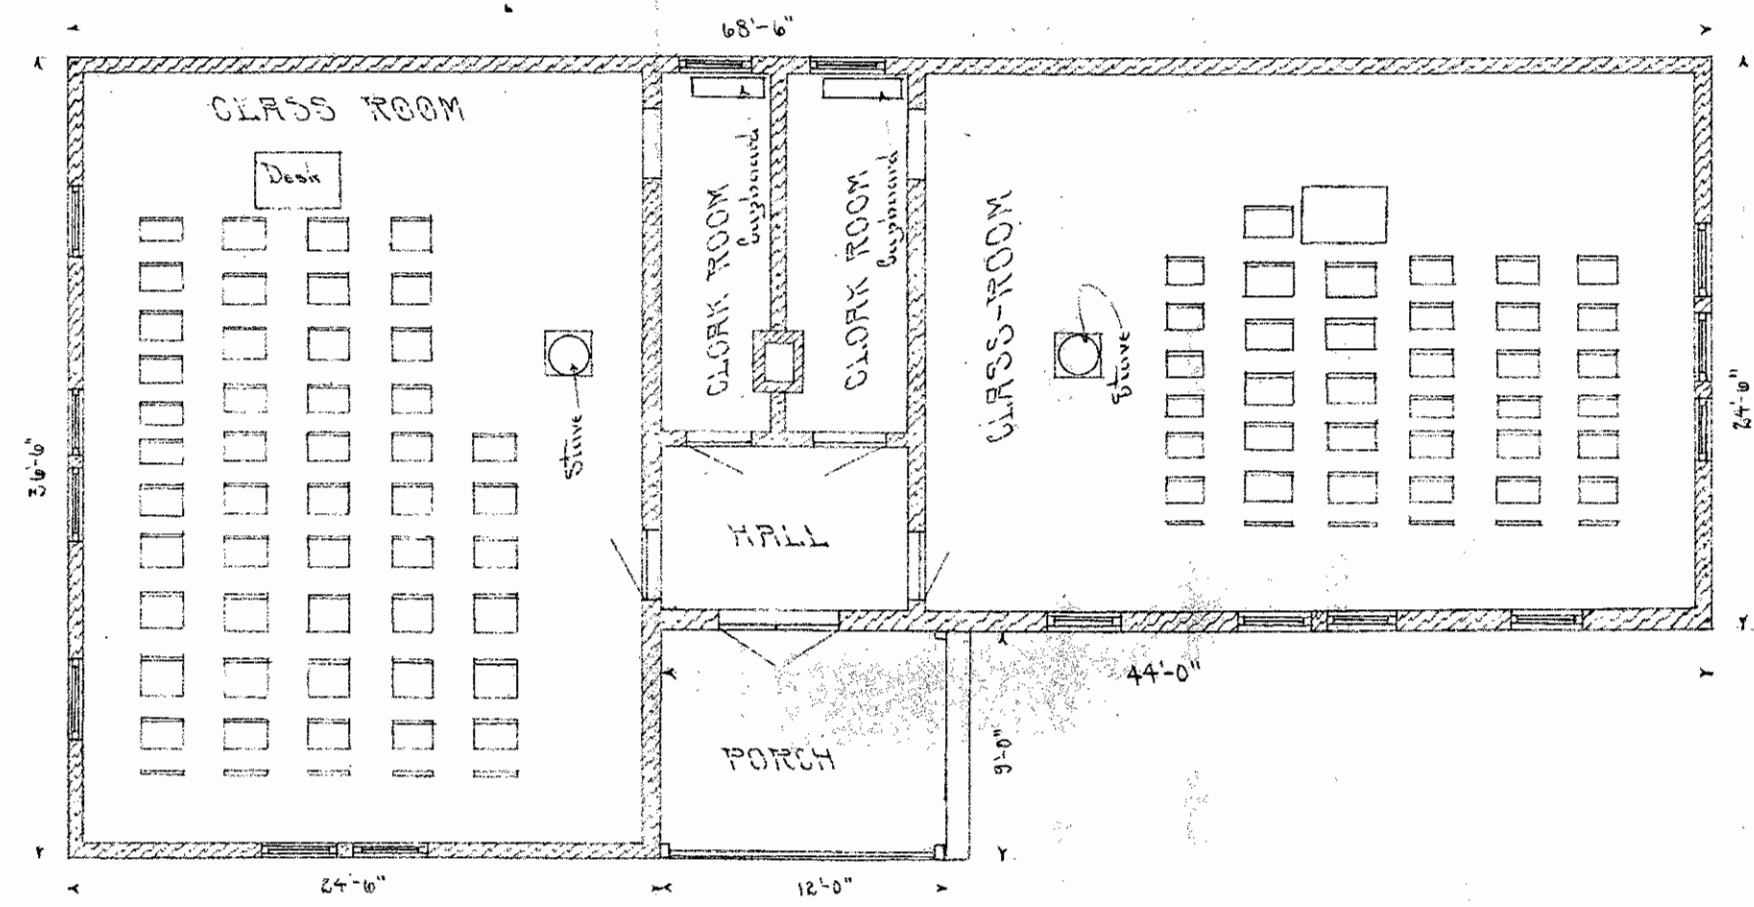 68'-6"
CLASS ROOM
Desk
CLOAK ROOM
Cupboard
CLOAK ROOM
Cupboard
CLASS-ROOM
Stove
Stove
36'-6"
24'-6"
HALL
44'-0"
PORCH
9'-0"
24'-6"
12'-0"